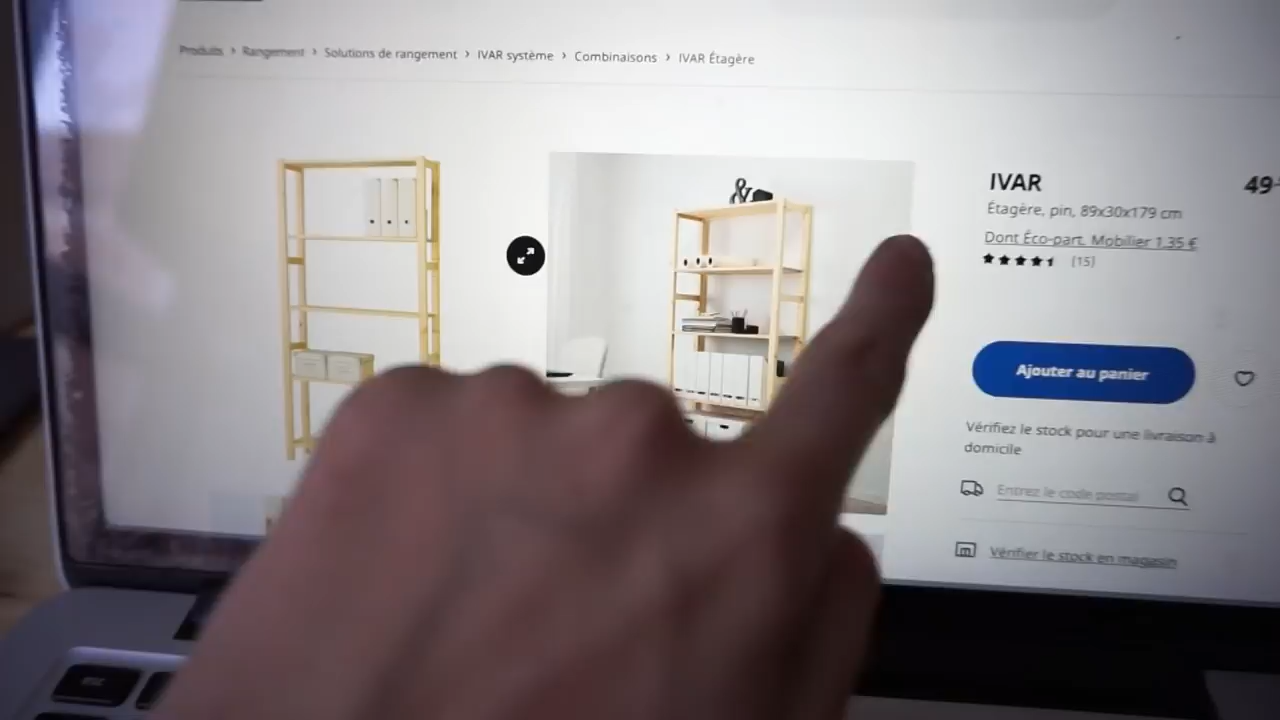 Produits > Rangement > Solutions de rangement > IVAR système > Combinaisons > IVAR Étagère
&
IVAR
49
Étagère, pin, 89x30x179 cm
Dont Éco-part. Mobilier 1.35 €
(15)
Ajouter au panier
Vérifiez le stock pour une livraison à
domicile
Entrez le code postal
Vérifier le stock en magasin
esc